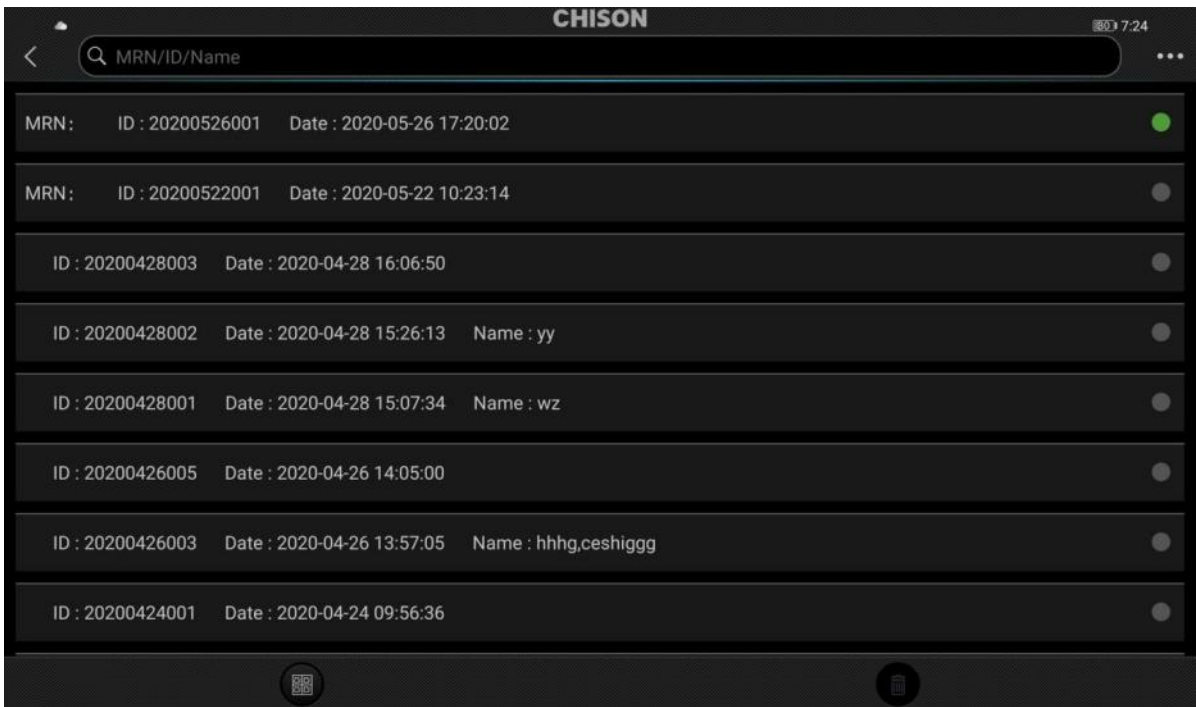 CHISON
80 7:24
MRN/ID/Name
MRN: ID : 20200526001 Date : 2020-05-26 17:20:02
MRN: ID : 20200522001 Date : 2020-05-22 10:23:14
ID : 20200428003 Date : 2020-04-28 16:06:50
ID : 20200428002 Date : 2020-04-28 15:26:13 Name : yy
ID : 20200428001 Date : 2020-04-28 15:07:34 Name : wz
ID : 20200426005 Date : 2020-04-26 14:05:00
ID : 20200426003 Date : 2020-04-26 13:57:05 Name : hhhg,ceshiggg
ID : 20200424001 Date : 2020-04-24 09:56:36